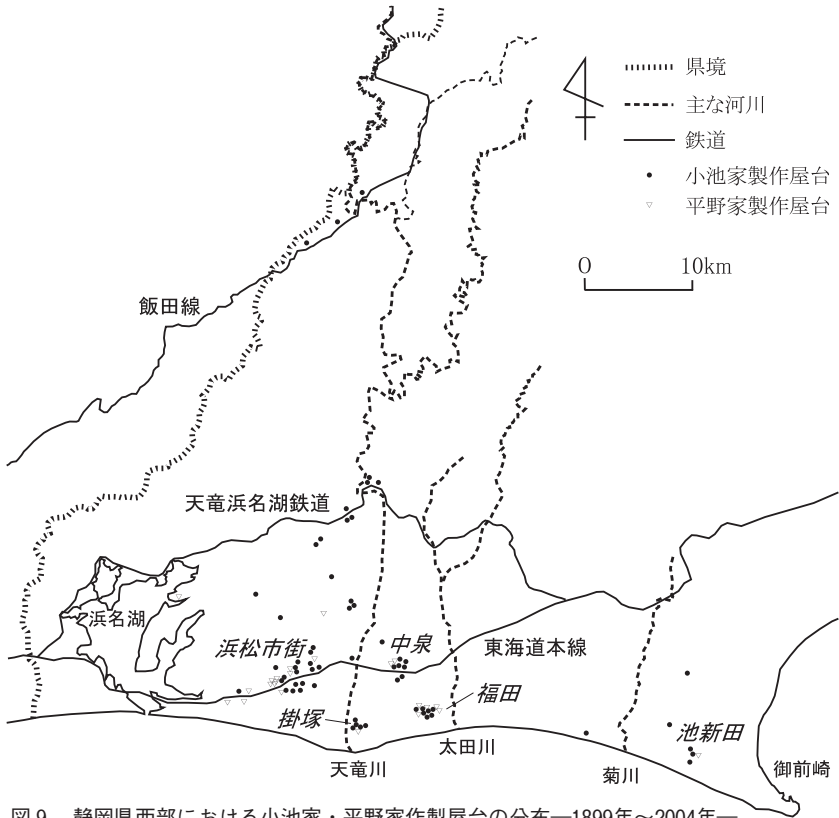 県境
主な河川
鉄道
小池家製作屋台
平野家製作屋台
0 10km
飯田線
天竜浜名湖鉄道
浜名湖
浜松市街
中泉
東海道本線
掛塚
福田
池新田
天竜川
太田川
菊川
御前崎
図9 静岡県西部における小池家・平野家作製屋台の分布―1899年～2004年―